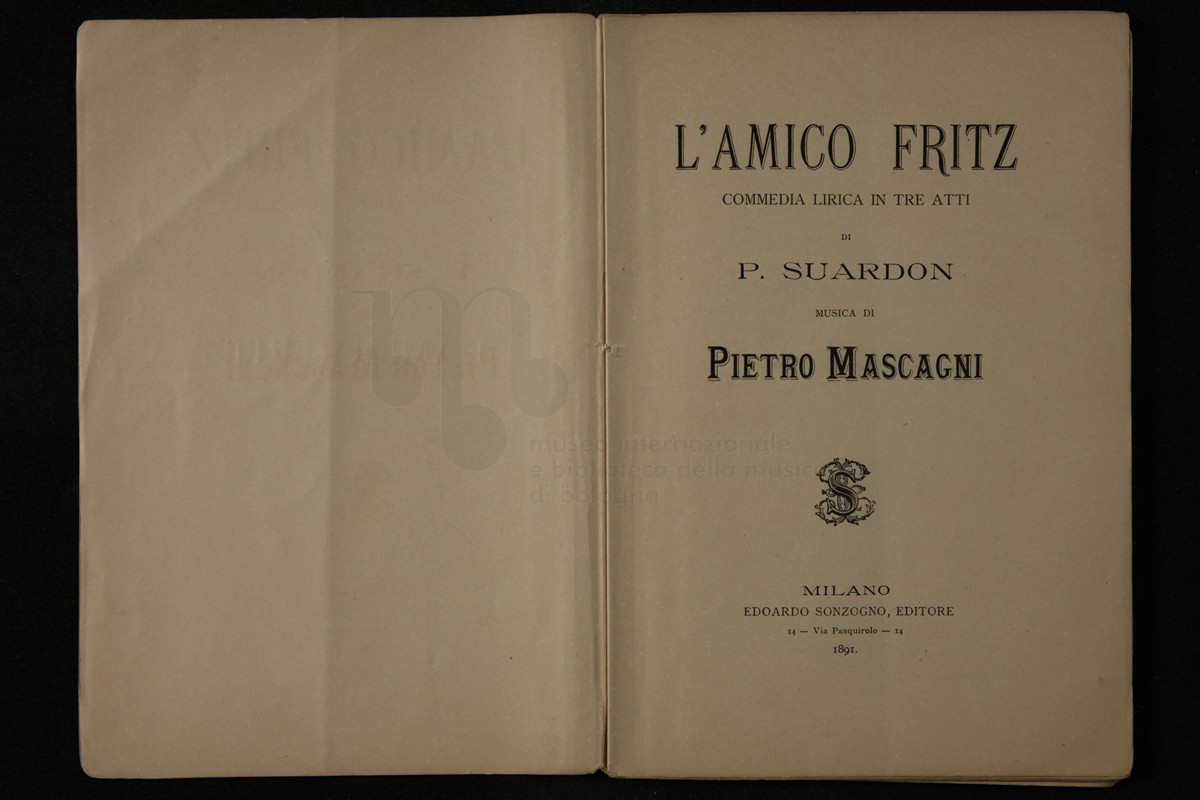 L'AMICO FRITZ
COMMEDIA LIRICA IN TRE ATTI
DI
P. SUARDON
MUSICA DI
PIETRO MASCAGNI
museo internazionale
e biblioteca della musica
di bologna
MILANO
EDOARDO SONZOGNO, EDITORE
14 — Via Pasquirolo — 14
1891.